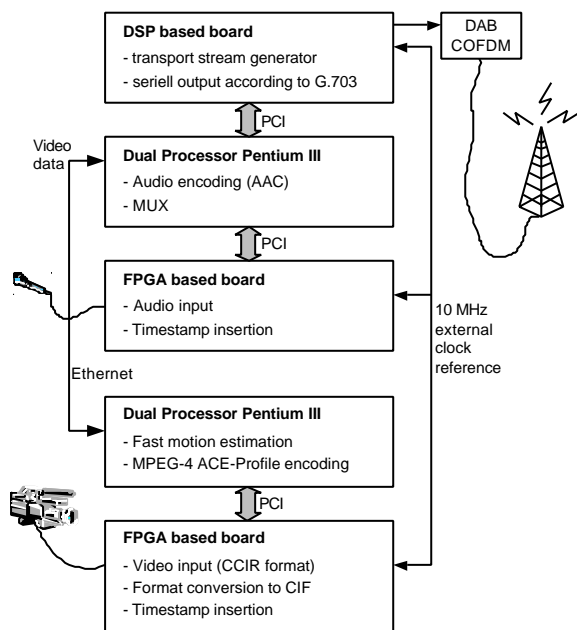 DSP based board
- transport stream generator
- seriell output according to G.703
DAB
COFDM
PCI
Video
data
Dual Processor Pentium III
- Audio encoding (AAC)
- MUX
PCI
FPGA based board
- Audio input
- Timestamp insertion
10 MHz
external
clock
reference
Ethernet
Dual Processor Pentium III
- Fast motion estimation
- MPEG-4 ACE-Profile encoding
PCI
FPGA based board
- Video input (CCIR format)
- Format conversion to CIF
- Timestamp insertion